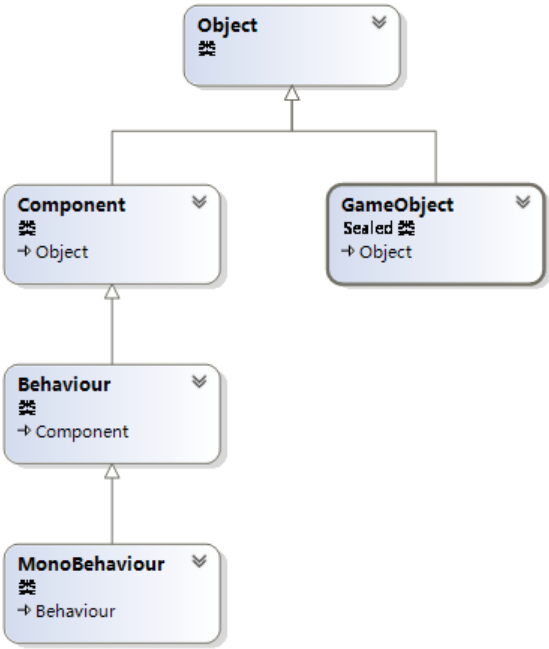 Object
类
Component
类
Object
GameObject
Sealed 类
Object
Behaviour
类
Component
MonoBehaviour
类
Behaviour